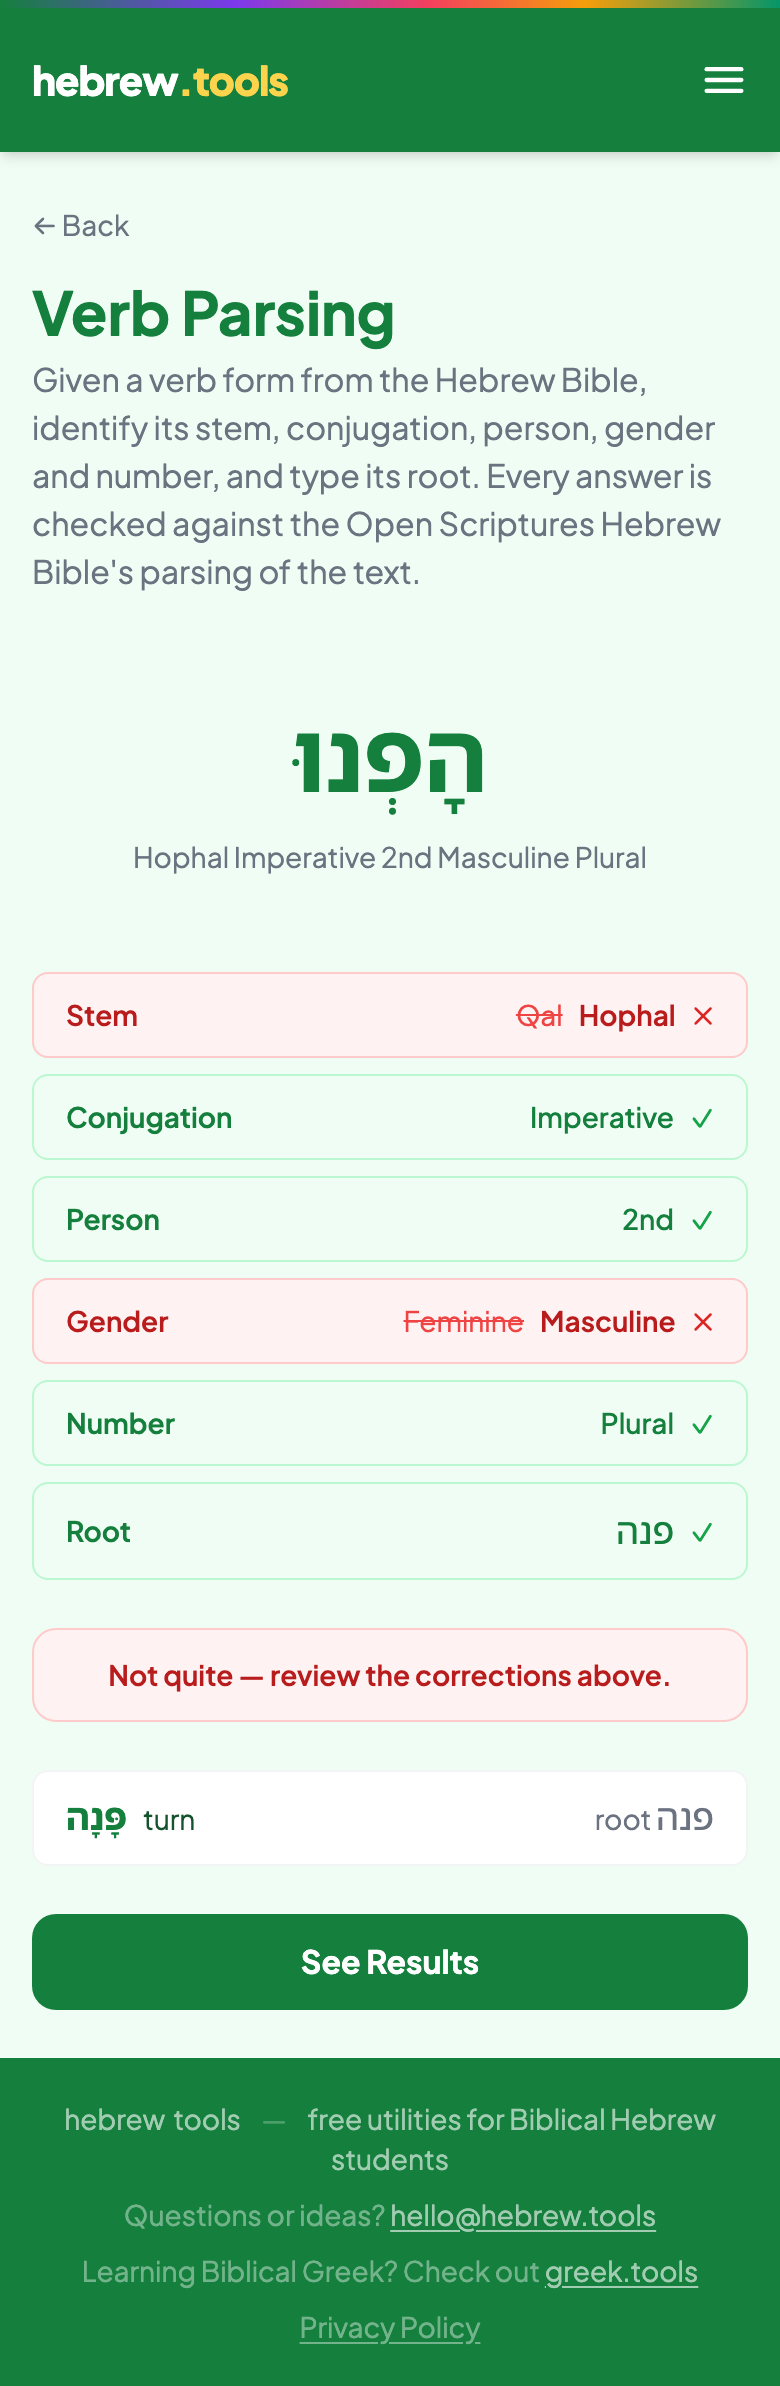 hebrew.tools
← Back
Verb Parsing
Given a verb form from the Hebrew Bible,
identify its stem, conjugation, person, gender
and number, and type its root. Every answer is
checked against the Open Scriptures Hebrew
Bible's parsing of the text.
הָפְנוּ
Hophal Imperative 2nd Masculine Plural
Stem Qal Hophal ✕
Conjugation Imperative ✓
Person 2nd ✓
Gender Feminine Masculine ✕
Number Plural ✓
Root פנה ✓
Not quite — review the corrections above.
פָּנָה turn root פנה
See Results
hebrew tools — free utilities for Biblical Hebrew
students
Questions or ideas? hello@hebrew.tools
Learning Biblical Greek? Check out greek.tools
Privacy Policy